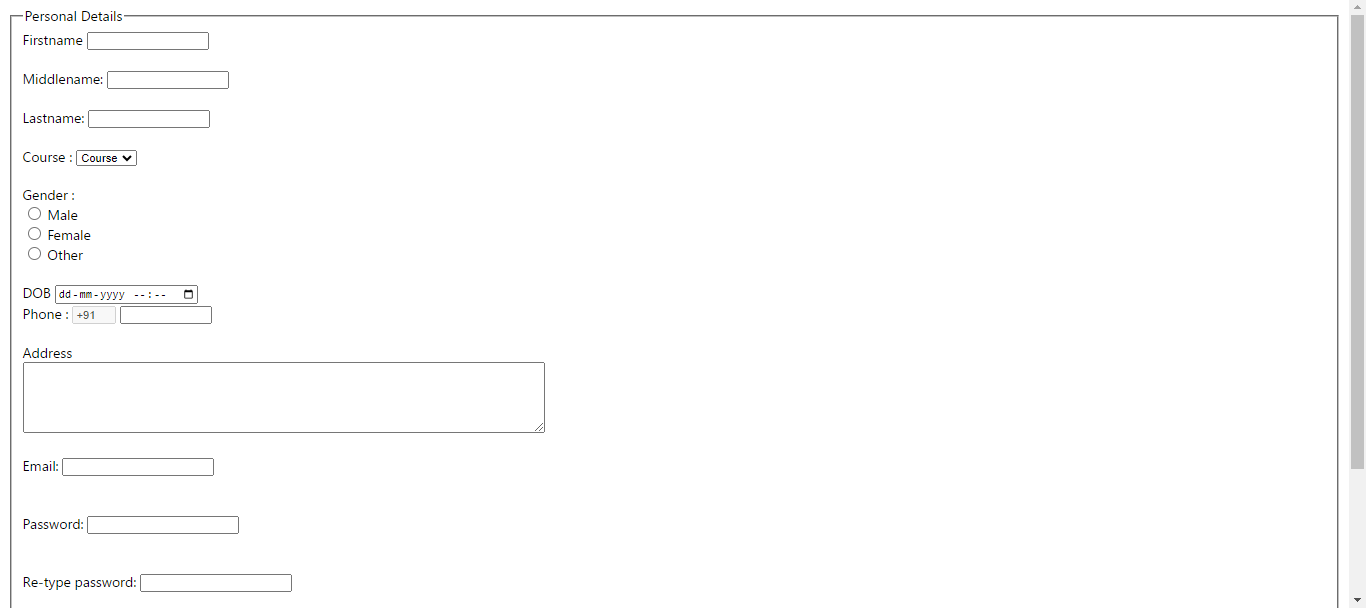 Personal Details
Firstname
Middlename:
Lastname:
Course : Course
Gender :
Male
Female
Other
DOB dd-mm-yyyy --:--
Phone : +91
Address
Email:
Password:
Re-type password: